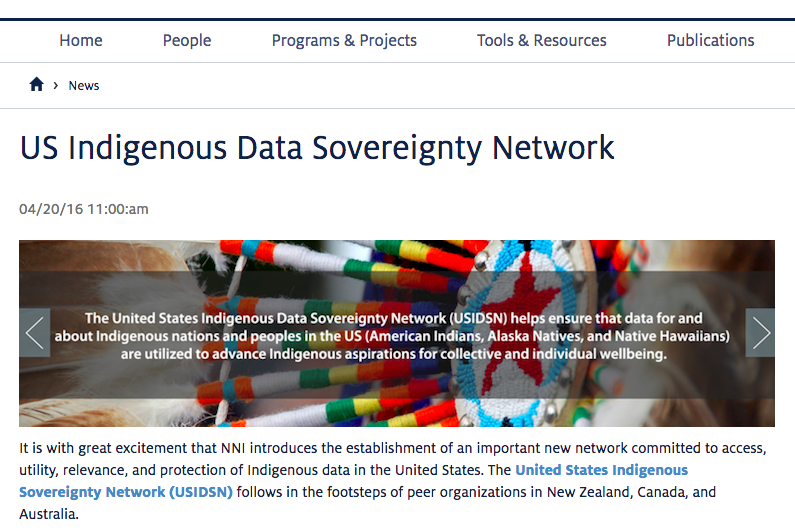 Home People Programs & Projects Tools & Resources Publications
› News
US Indigenous Data Sovereignty Network
04/20/16 11:00:am
The United States Indigenous Data Sovereignty Network (USIDSN) helps ensure that data for and
about Indigenous nations and peoples in the US (American Indians, Alaska Natives, and Native Hawaiians)
are utilized to advance Indigenous aspirations for collective and individual wellbeing.
It is with great excitement that NNI introduces the establishment of an important new network committed to access,
utility, relevance, and protection of Indigenous data in the United States. The United States Indigenous
Sovereignty Network (USIDSN) follows in the footsteps of peer organizations in New Zealand, Canada, and
Australia.